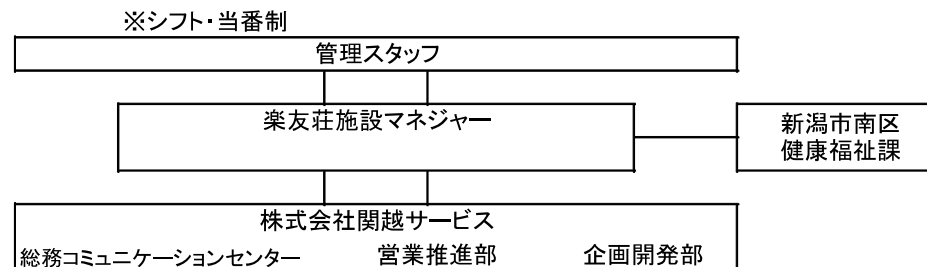 ※シフト・当番制
管理スタッフ
楽友荘施設マネジャー
新潟市南区
健康福祉課
株式会社関越サービス
総務コミュニケーションセンター 営業推進部 企画開発部